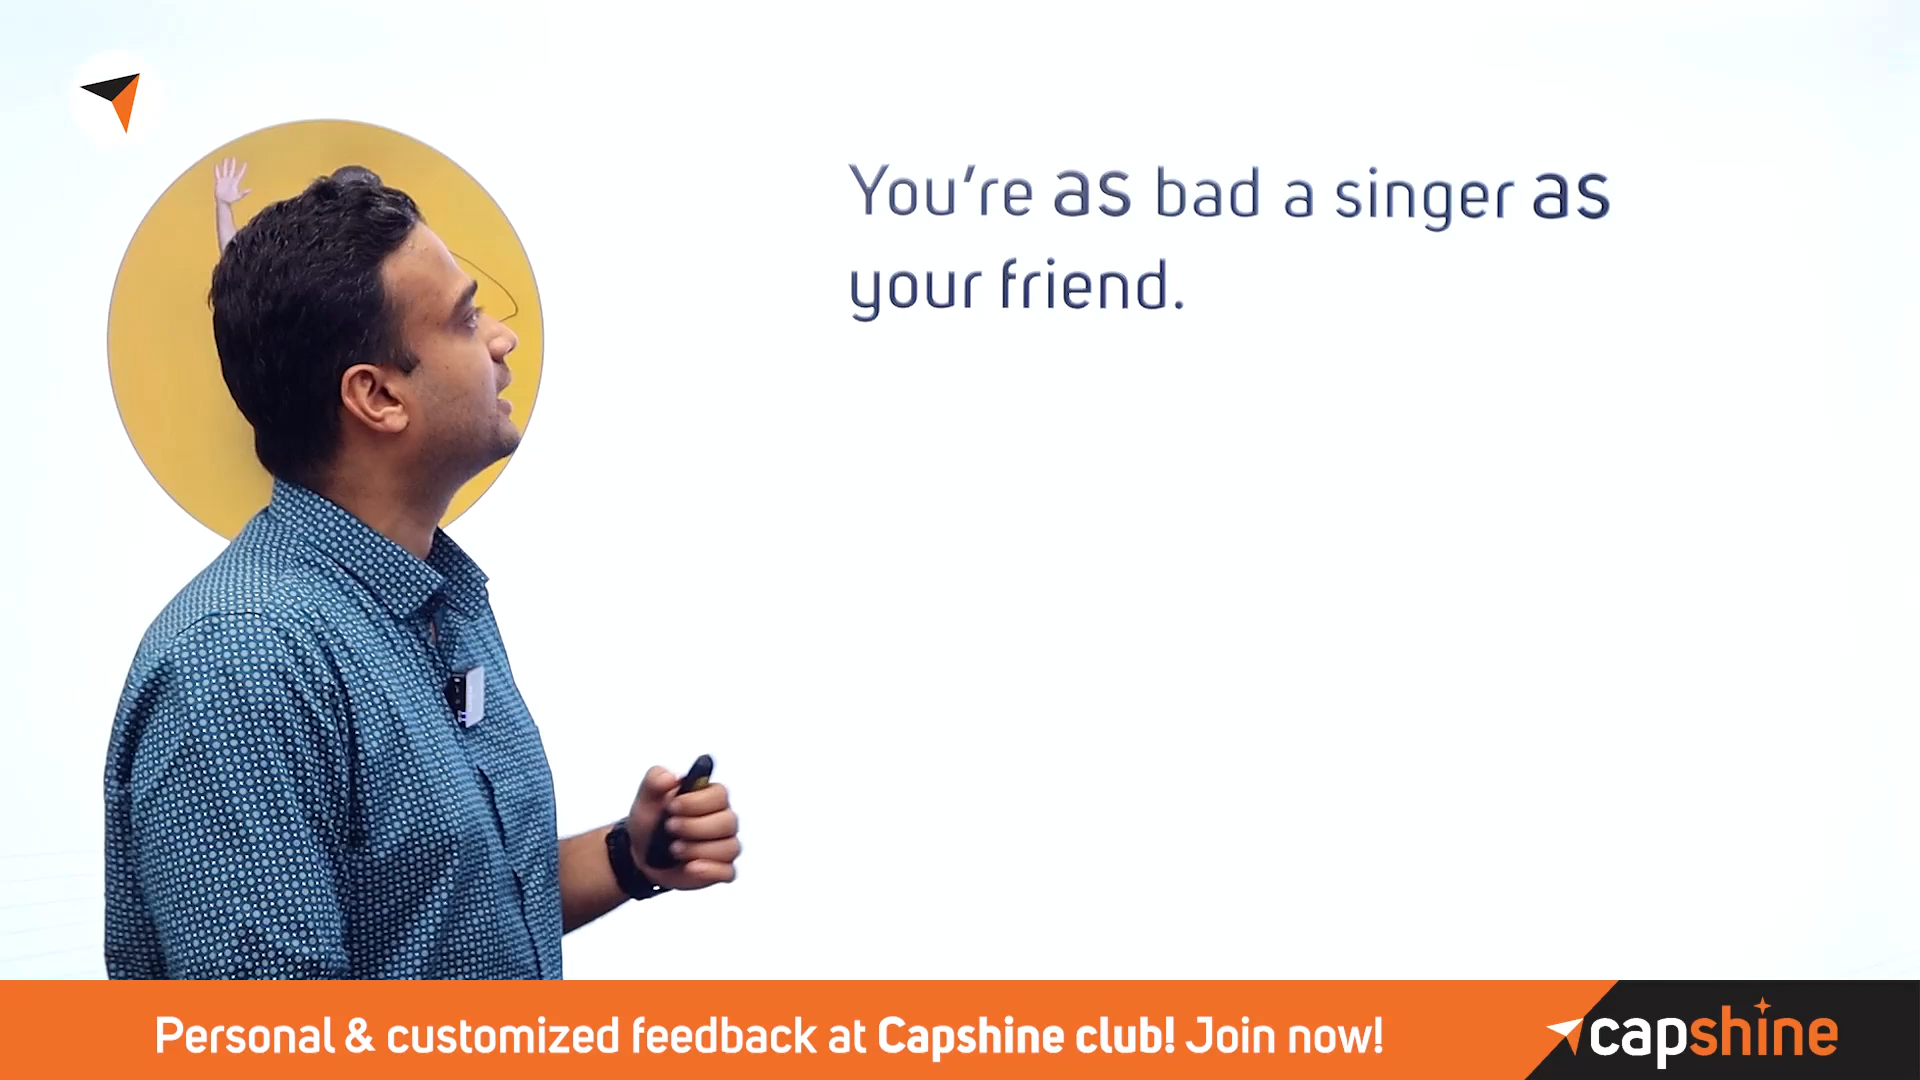 You’re as bad a singer as
your friend.
Personal & customized feedback at Capshine club! Join now!
capshine